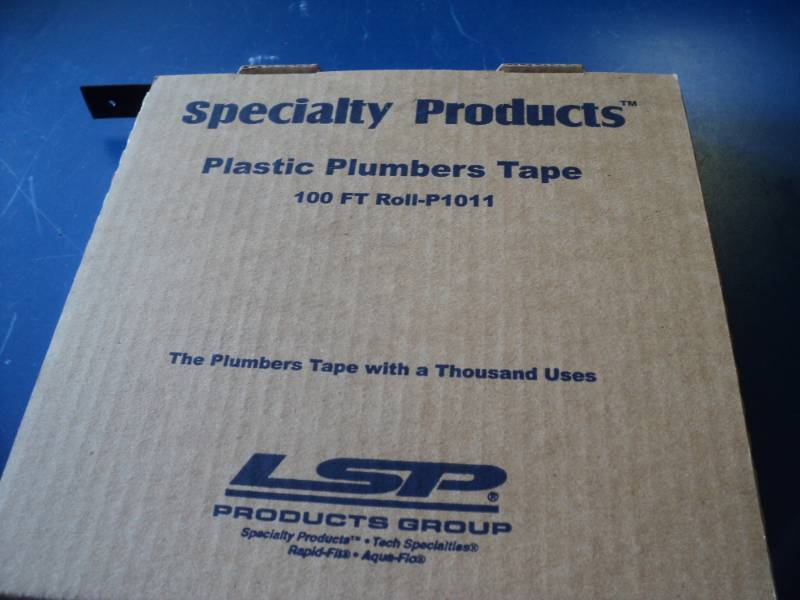 Specialty Products™
Plastic Plumbers Tape
100 FT Roll-P1011
The Plumbers Tape with a Thousand Uses
LSP®
PRODUCTS GROUP
Specialty Products™ • Tech Specialties®
Rapid-Fit® • Aqua-Flo®